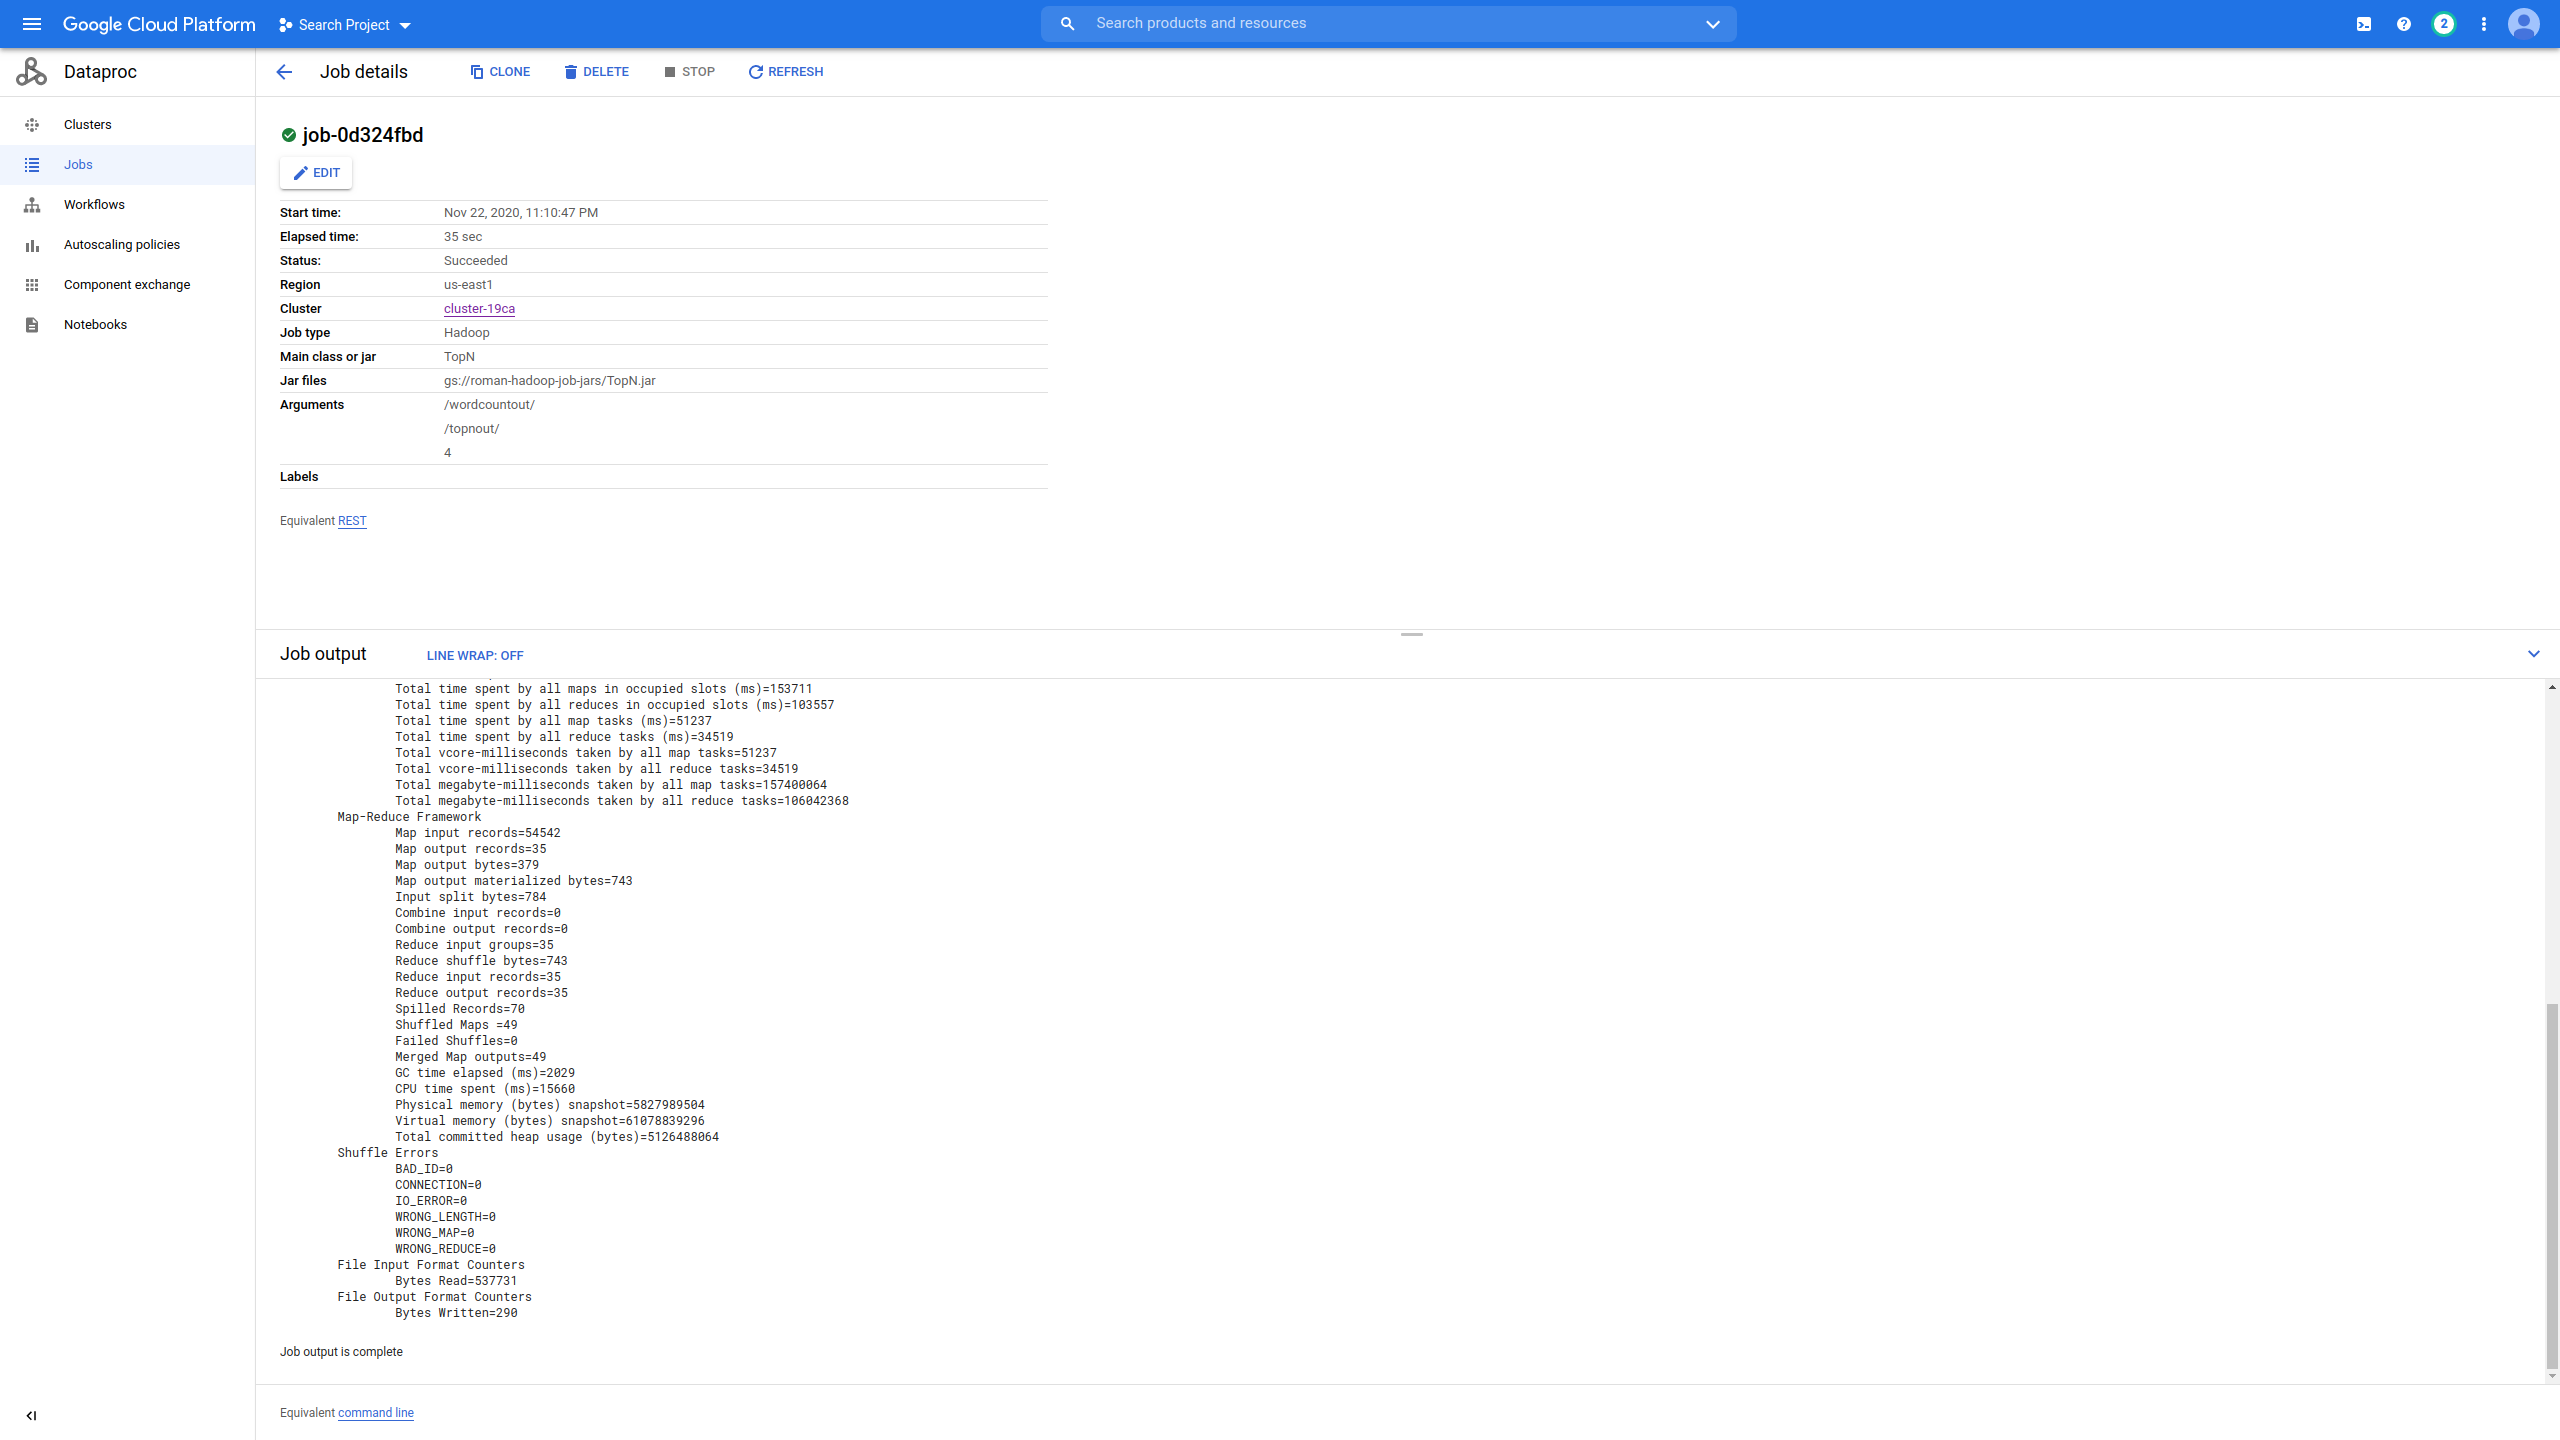 Google Cloud Platform
Search Project
Search products and resources
2
Dataproc
Job details
CLONE
DELETE
STOP
REFRESH
Clusters
Jobs
Workflows
Autoscaling policies
Component exchange
Notebooks
job-0d324fbd
EDIT
Start time: Nov 22, 2020, 11:10:47 PM
Elapsed time: 35 sec
Status: Succeeded
Region us-east1
Cluster cluster-19ca
Job type Hadoop
Main class or jar TopN
Jar files gs://roman-hadoop-job-jars/TopN.jar
Arguments /wordcountout/
/topnout/
4
Labels
Equivalent REST
Job output
LINE WRAP: OFF
Total time spent by all maps in occupied slots (ms)=153711
Total time spent by all reduces in occupied slots (ms)=103557
Total time spent by all map tasks (ms)=51237
Total time spent by all reduce tasks (ms)=34519
Total vcore-milliseconds taken by all map tasks=51237
Total vcore-milliseconds taken by all reduce tasks=34519
Total megabyte-milliseconds taken by all map tasks=157400064
Total megabyte-milliseconds taken by all reduce tasks=106042368
Map-Reduce Framework
Map input records=54542
Map output records=35
Map output bytes=379
Map output materialized bytes=743
Input split bytes=784
Combine input records=0
Combine output records=0
Reduce input groups=35
Reduce shuffle bytes=743
Reduce input records=35
Reduce output records=35
Spilled Records=70
Shuffled Maps =49
Failed Shuffles=0
Merged Map outputs=49
GC time elapsed (ms)=2029
CPU time spent (ms)=15660
Physical memory (bytes) snapshot=5827989504
Virtual memory (bytes) snapshot=61078839296
Total committed heap usage (bytes)=5126488064
Shuffle Errors
BAD_ID=0
CONNECTION=0
IO_ERROR=0
WRONG_LENGTH=0
WRONG_MAP=0
WRONG_REDUCE=0
File Input Format Counters
Bytes Read=537731
File Output Format Counters
Bytes Written=290
Job output is complete
Equivalent command line